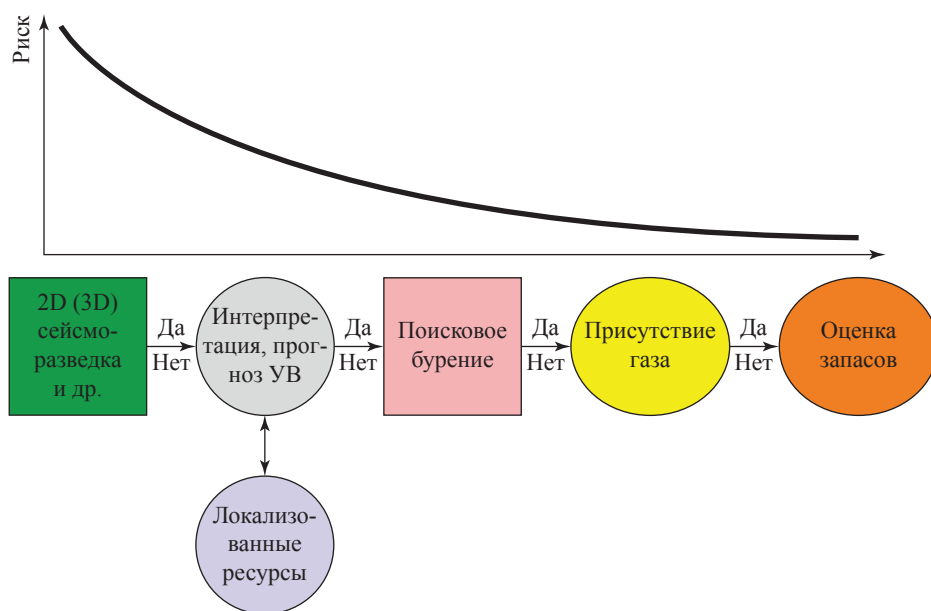 Риск
2D (3D)
сейсмо-
разведка
и др.
Да
Нет
Интерпре-
тация, прог-
ноз УВ
Да
Нет
Поисковое
бурение
Да
Нет
Присутствие
газа
Да
Нет
Оценка
запасов
Локализо-
ванные
ресурсы